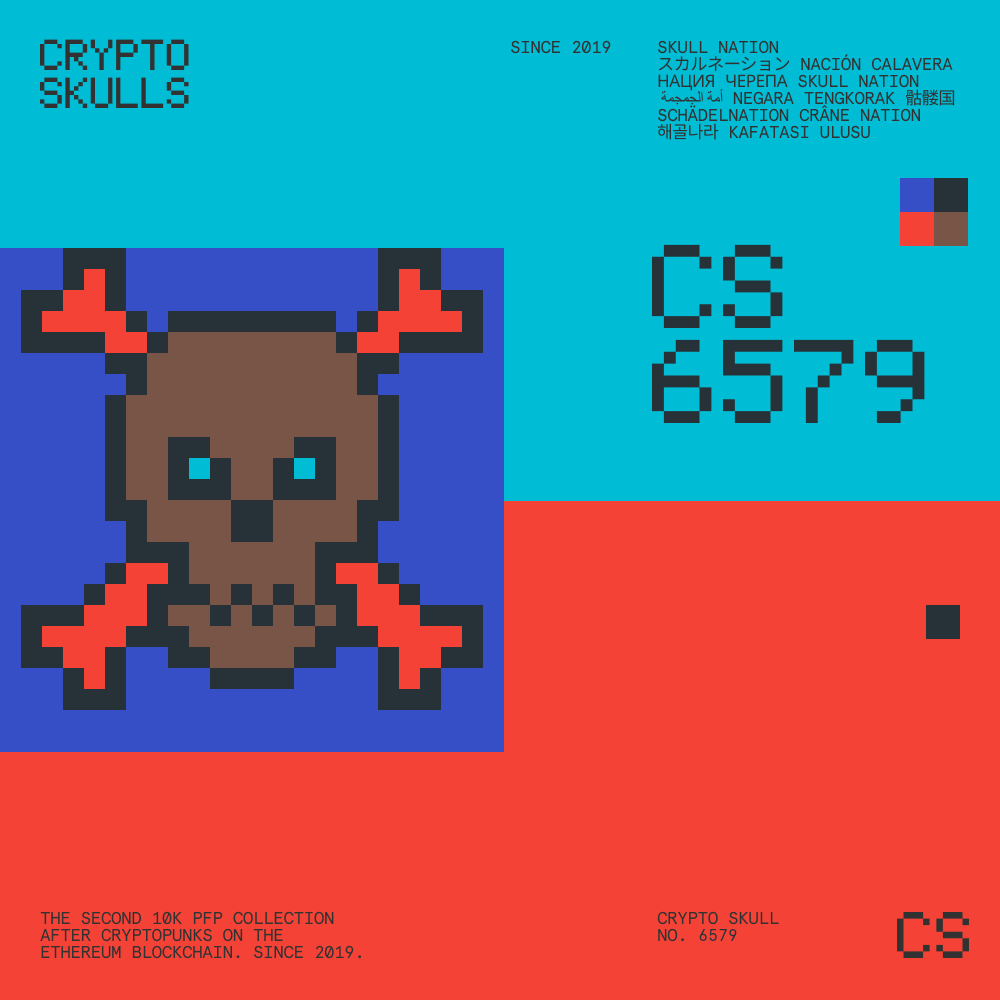 CRYPTO
SKULLS
SINCE 2019
SKULL NATION
スカルネーション NACIÓN CALAVERA
НАЦИЯ ЧЕРЕПА SKULL NATION
أمة الجمجمة NEGARA TENGKORAK 骷髅国
SCHÄDELNATION CRÂNE NATION
해골나라 KAFATASI ULUSU
CS
6579
THE SECOND 10K PFP COLLECTION
AFTER CRYPTOPUNKS ON THE
ETHEREUM BLOCKCHAIN. SINCE 2019.
CRYPTO SKULL
NO. 6579
CS